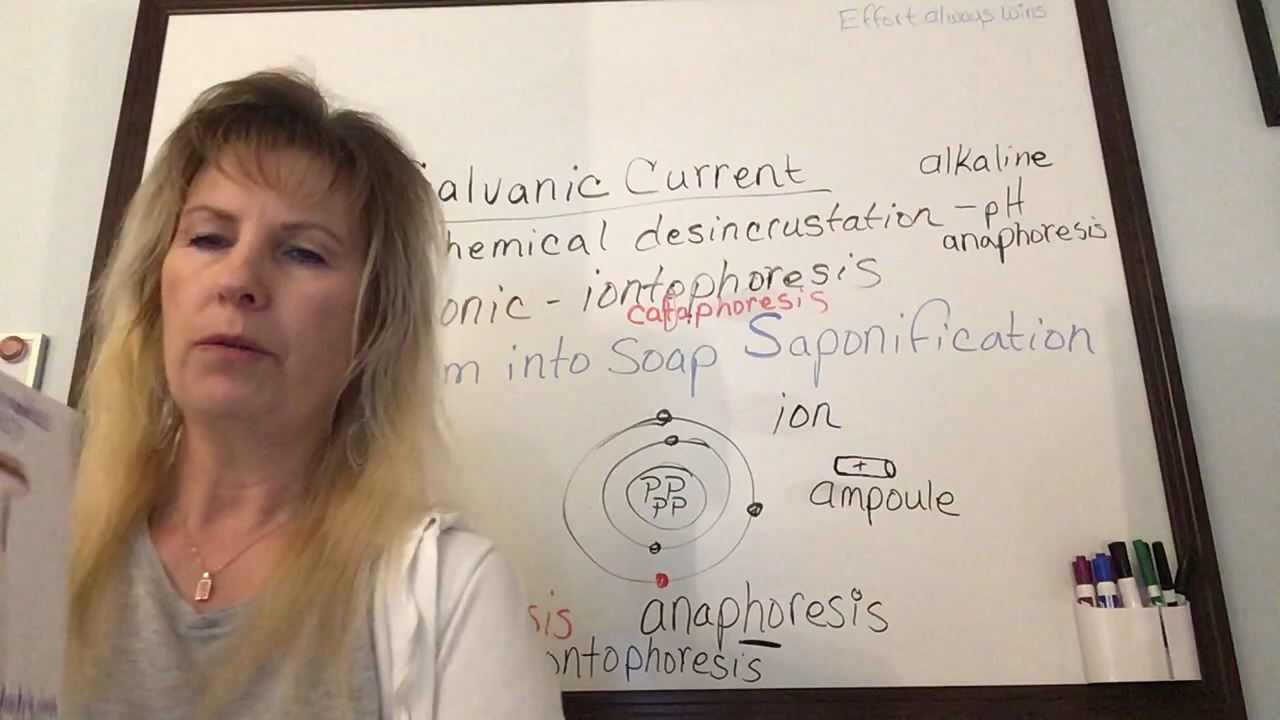 Effort always wins
alvanic Current
alkaline
hemical desincrustation - pH
anaphoresis
onic - iontophoresis
cataphoresis
m into Soap Saponification
ion
PP
PP
+
ampoule
sis anaphoresis
ontophoresis